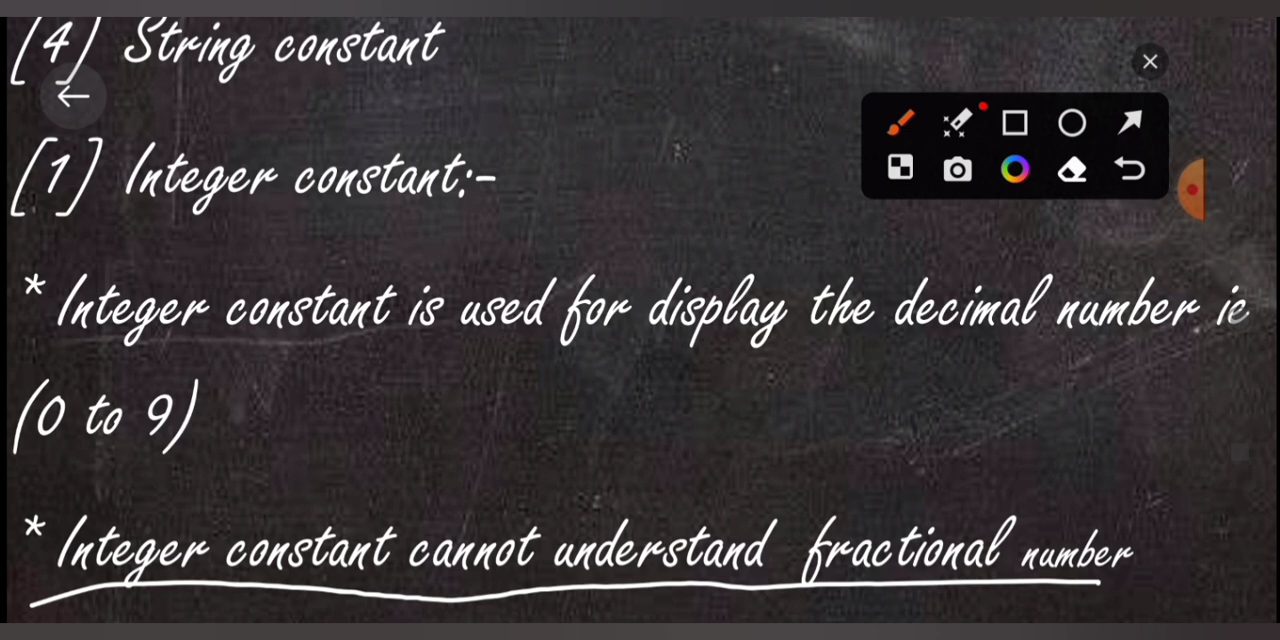 [4] String constant
[1] Integer constant:-
* Integer constant is used for display the decimal number ie
(0 to 9)
* Integer constant cannot understand fractional number